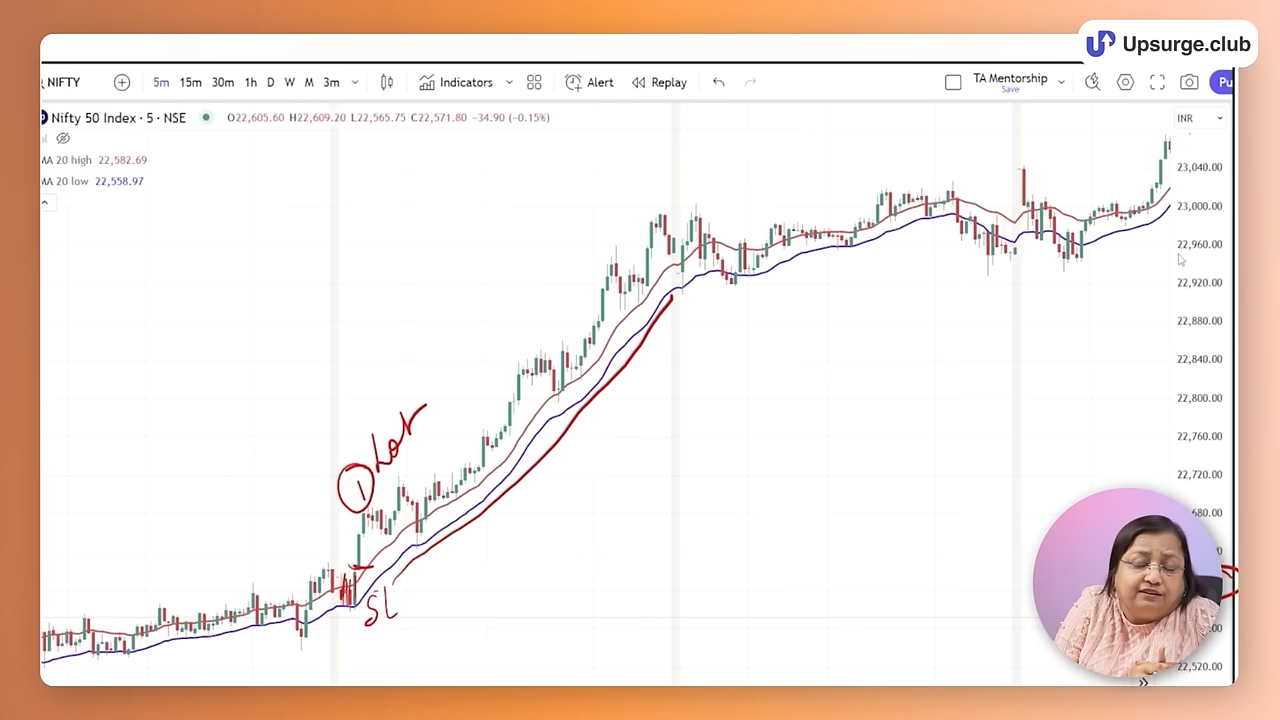 Upsurge.club
NIFTY
5m 15m 30m 1h D W M 3m
Indicators
Alert
Replay
TA Mentorship
Save
Pu
Nifty 50 Index · 5 · NSE
O22,605.60 H22,609.20 L22,565.75 C22,571.80 -34.90 (-0.15%)
INR
MA 20 high 22,582.69
MA 20 low 22,558.97
23,040.00
23,000.00
22,960.00
22,920.00
22,880.00
22,840.00
22,800.00
22,760.00
22,720.00
680.00
22,520.00
1 Lot
SL